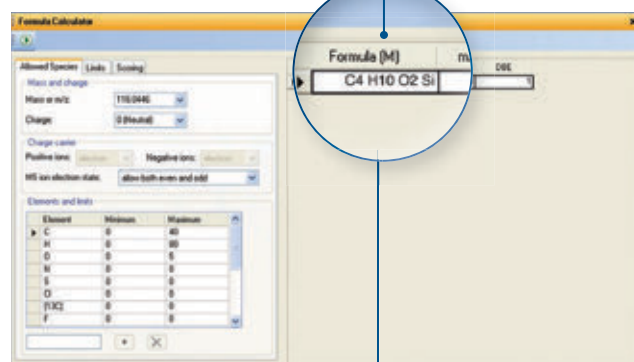 Formula Calculator
Allowed Species Limits Scoring
Mass and charge
Mass or m/z: 118.0446
Charge: 0 (Neutral)
Charge carrier
Positive ions: electron Negative ions: electron
MS ion electron state: allow both even and odd
Elements and limits
Element Minimum Maximum
C 0 40
H 0 80
O 0 5
N 0 0
S 0 0
Cl 0 0
[13C] 0 0
F 0 0
Formula (M) m DBE
C4 H10 O2 Si 1